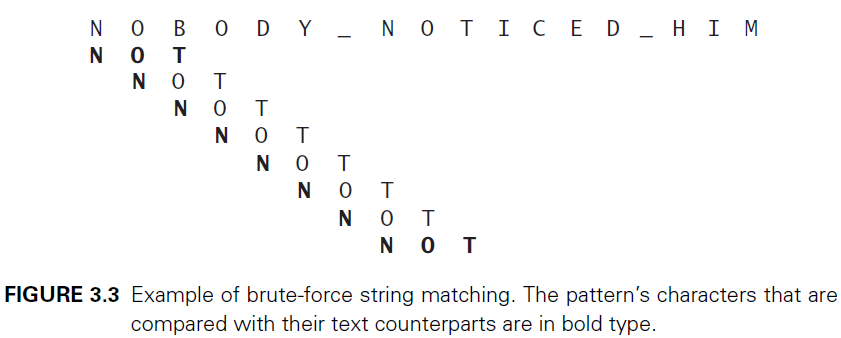 N O B O D Y _ N O T I C E D _ H I M
N O T
N O T
N O T
N O T
N O T
N O T
N O T
N O T
FIGURE 3.3 Example of brute-force string matching. The pattern's characters that are
compared with their text counterparts are in bold type.